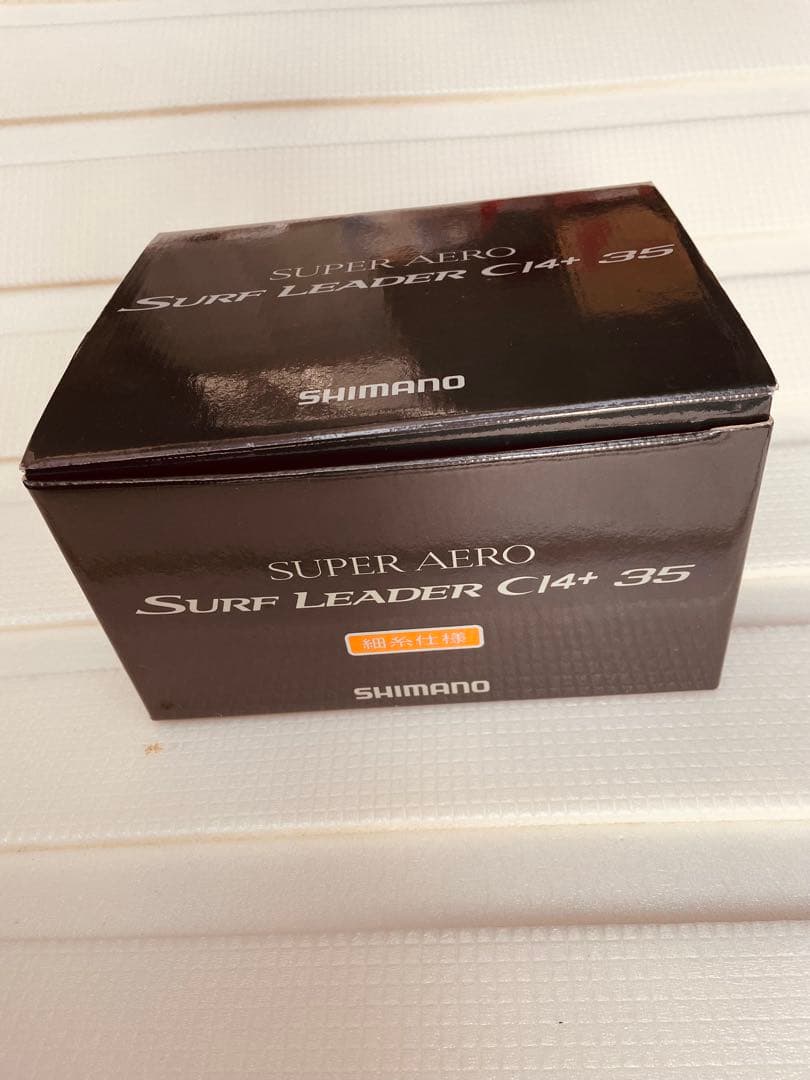 SUPER AERO
SURF LEADER CI4+ 35
SHIMANO
SUPER AERO
SURF LEADER CI4+ 35
細糸仕様
SHIMANO